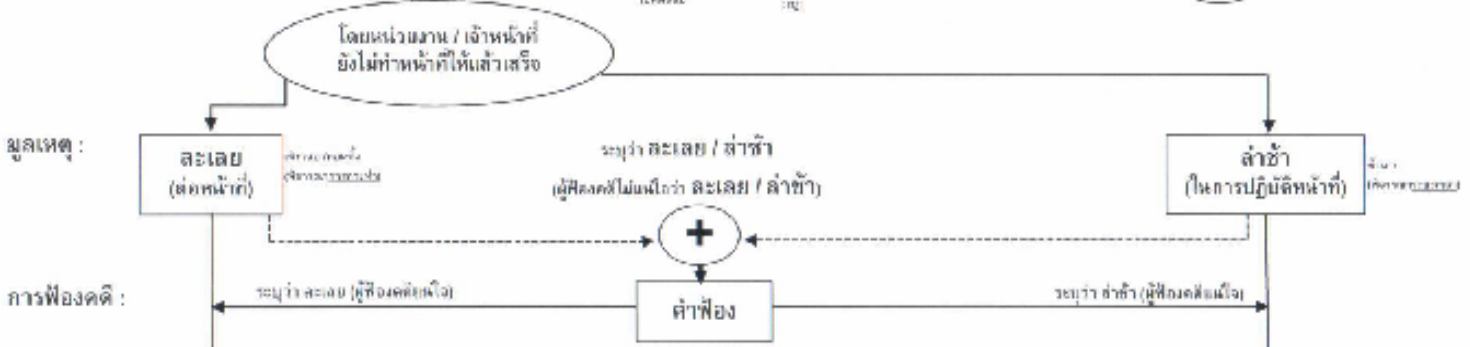 โดยหน่วยงาน / เจ้าหน้าที่
ยังไม่ทำหน้าที่ให้แล้วเสร็จ
มูลเหตุ :
ละเลย
(ต่อหน้าที่)
ระบุว่า ละเลย / ล่าช้า
(ผู้ฟ้องคดีไม่แน่ใจว่า ละเลย / ล่าช้า)
ล่าช้า
(ในการปฏิบัติหน้าที่)
+
การฟ้องคดี :
ระบุว่า ละเลย (ผู้ฟ้องคดีแน่ใจ)
คำฟ้อง
ระบุว่า ล่าช้า (ผู้ฟ้องคดีแน่ใจ)